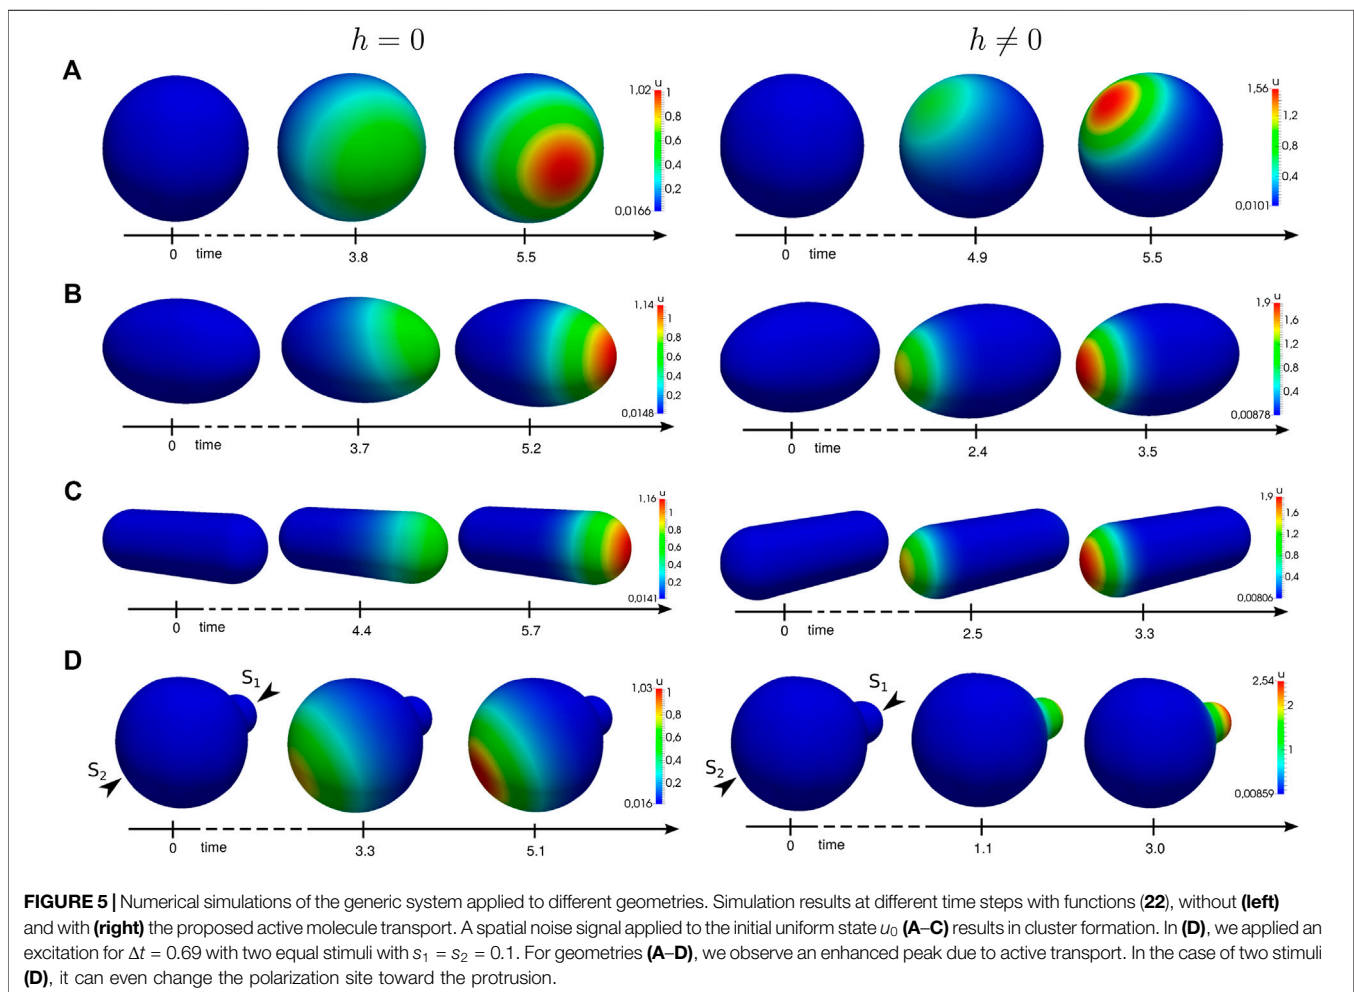 h = 0
h ≠ 0
A
1,02
u
1
0,8
0,6
0,4
0,2
0,0166
0
time
3.8
5.5
1,56
u
1,2
0,8
0,4
0,0101
0
time
4.9
5.5
B
1,14
u
1
0,8
0,6
0,4
0,2
0,0148
0
time
3.7
5.2
1,9
u
1,6
1,2
0,8
0,4
0,00878
0
time
2.4
3.5
C
1,16
u
1
0,8
0,6
0,4
0,2
0,0141
0
time
4.4
5.7
1,9
u
1,6
1,2
0,8
0,4
0,00806
0
time
2.5
3.3
D
S1
S2
1,03
u
1
0,8
0,6
0,4
0,2
0,016
0
time
3.3
5.1
S1
S2
2,54
u
2
1
0,00859
0
time
1.1
3.0
FIGURE 5 | Numerical simulations of the generic system applied to different geometries. Simulation results at different time steps with functions (22), without (left)
and with (right) the proposed active molecule transport. A spatial noise signal applied to the initial uniform state u0 (A–C) results in cluster formation. In (D), we applied an
excitation for Δt = 0.69 with two equal stimuli with s1 = s2 = 0.1. For geometries (A–D), we observe an enhanced peak due to active transport. In the case of two stimuli
(D), it can even change the polarization site toward the protrusion.